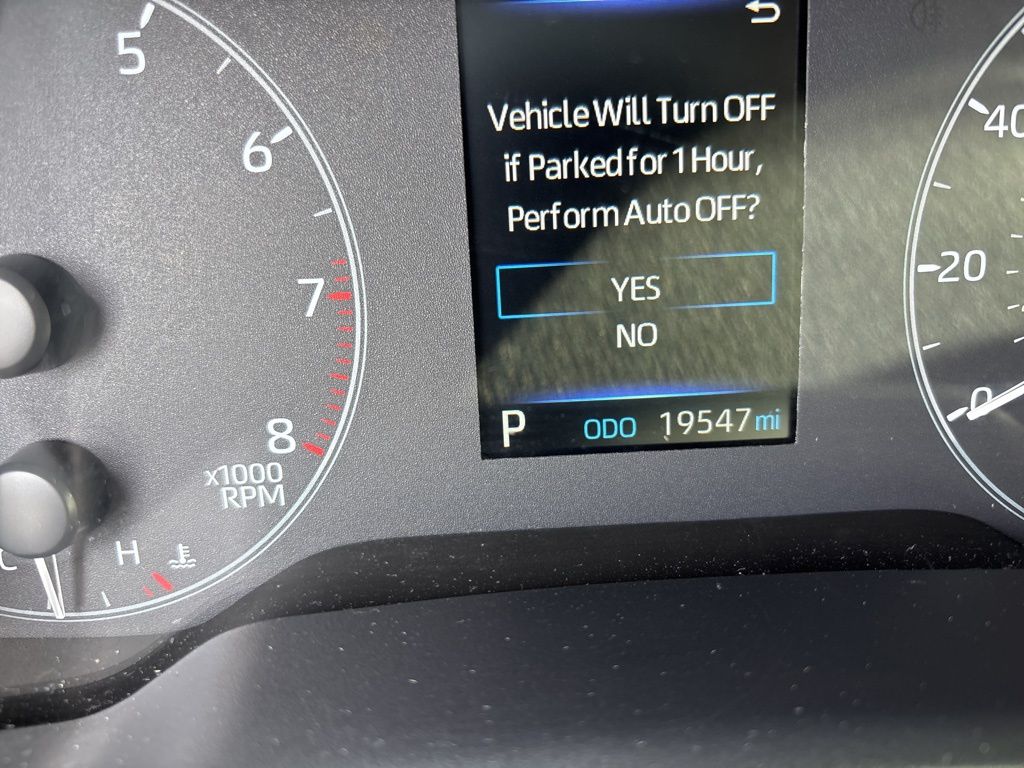 5
6
7
8
x1000
RPM
C
H
Vehicle Will Turn OFF
if Parked for 1 Hour,
Perform Auto OFF?
YES
NO
P ODO 19547 mi
40
20
0